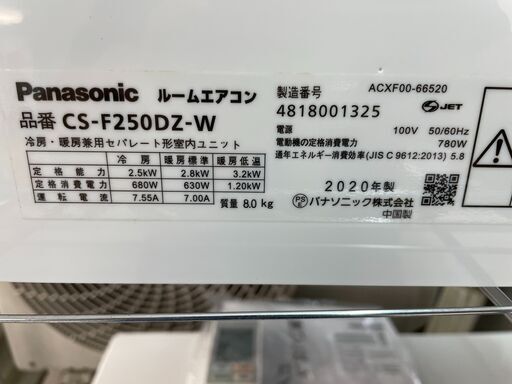 Panasonic ルームエアコン
品番 CS-F250DZ-W
冷房・暖房兼用セパレート形室内ユニット
冷房標準 暖房標準 暖房低温
定格能力 2.5kW 2.8kW 3.2kW
定格消費電力 680W 630W 1.20kW
運転電流 7.55A 7.00A
質量 8.0 kg
ACXF00-66520
製造番号
4818001325
JET
電源 100V 50/60Hz
電動機の定格消費電力 780W
通年エネルギー消費効率(JIS C 9612:2013) 5.8
2020年製
PSE パナソニック株式会社
中国製